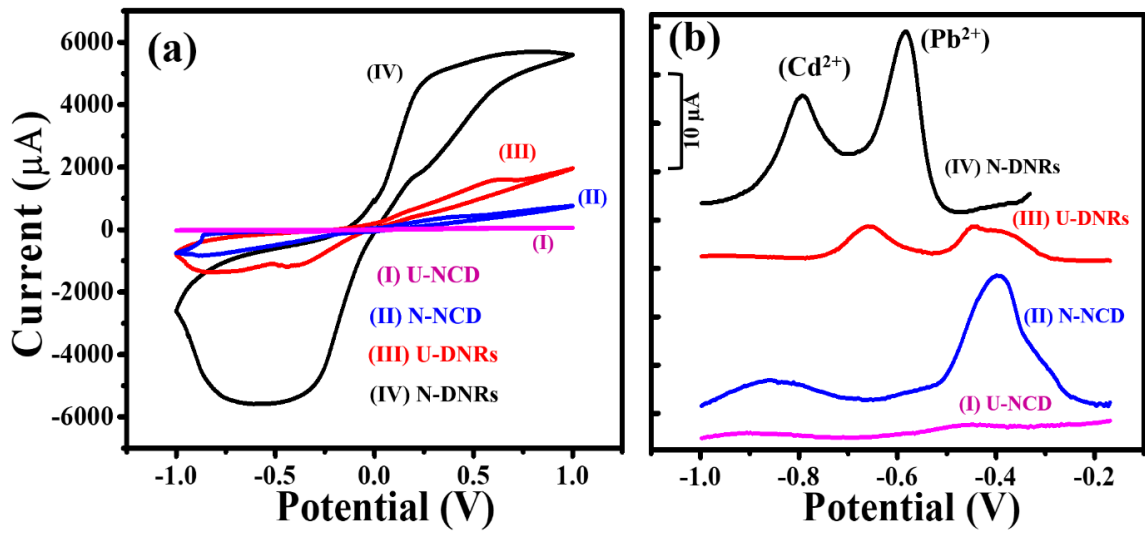 (a)
Current (μA)
6000
4000
2000
0
-2000
-4000
-6000
(IV)
(III)
(II)
(I)
(I) U-NCD
(II) N-NCD
(III) U-DNRs
(IV) N-DNRs
-1.0 -0.5 0.0 0.5 1.0
Potential (V)
(b)
(Cd²⁺)
(Pb²⁺)
10 μA
(IV) N-DNRs
(III) U-DNRs
(II) N-NCD
(I) U-NCD
-1.0 -0.8 -0.6 -0.4 -0.2
Potential (V)